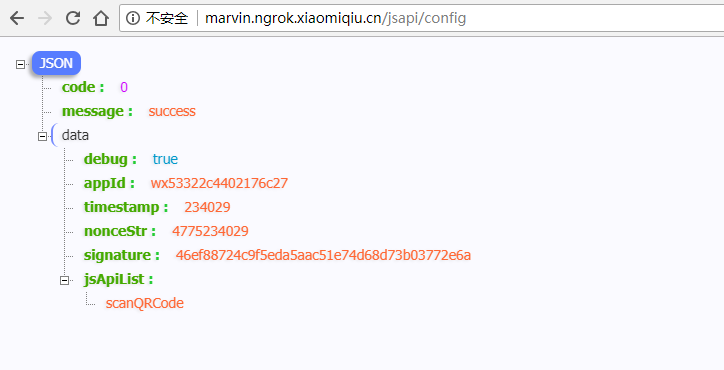 不安全 marvin.ngrok.xiaomiqiu.cn/jsapi/config
JSON
code : 0
message : success
data
debug : true
appId : wx53322c4402176c27
timestamp : 234029
nonceStr : 4775234029
signature : 46ef88724c9f5eda5aac51e74d68d73b03772e6a
jsApiList :
scanQRCode